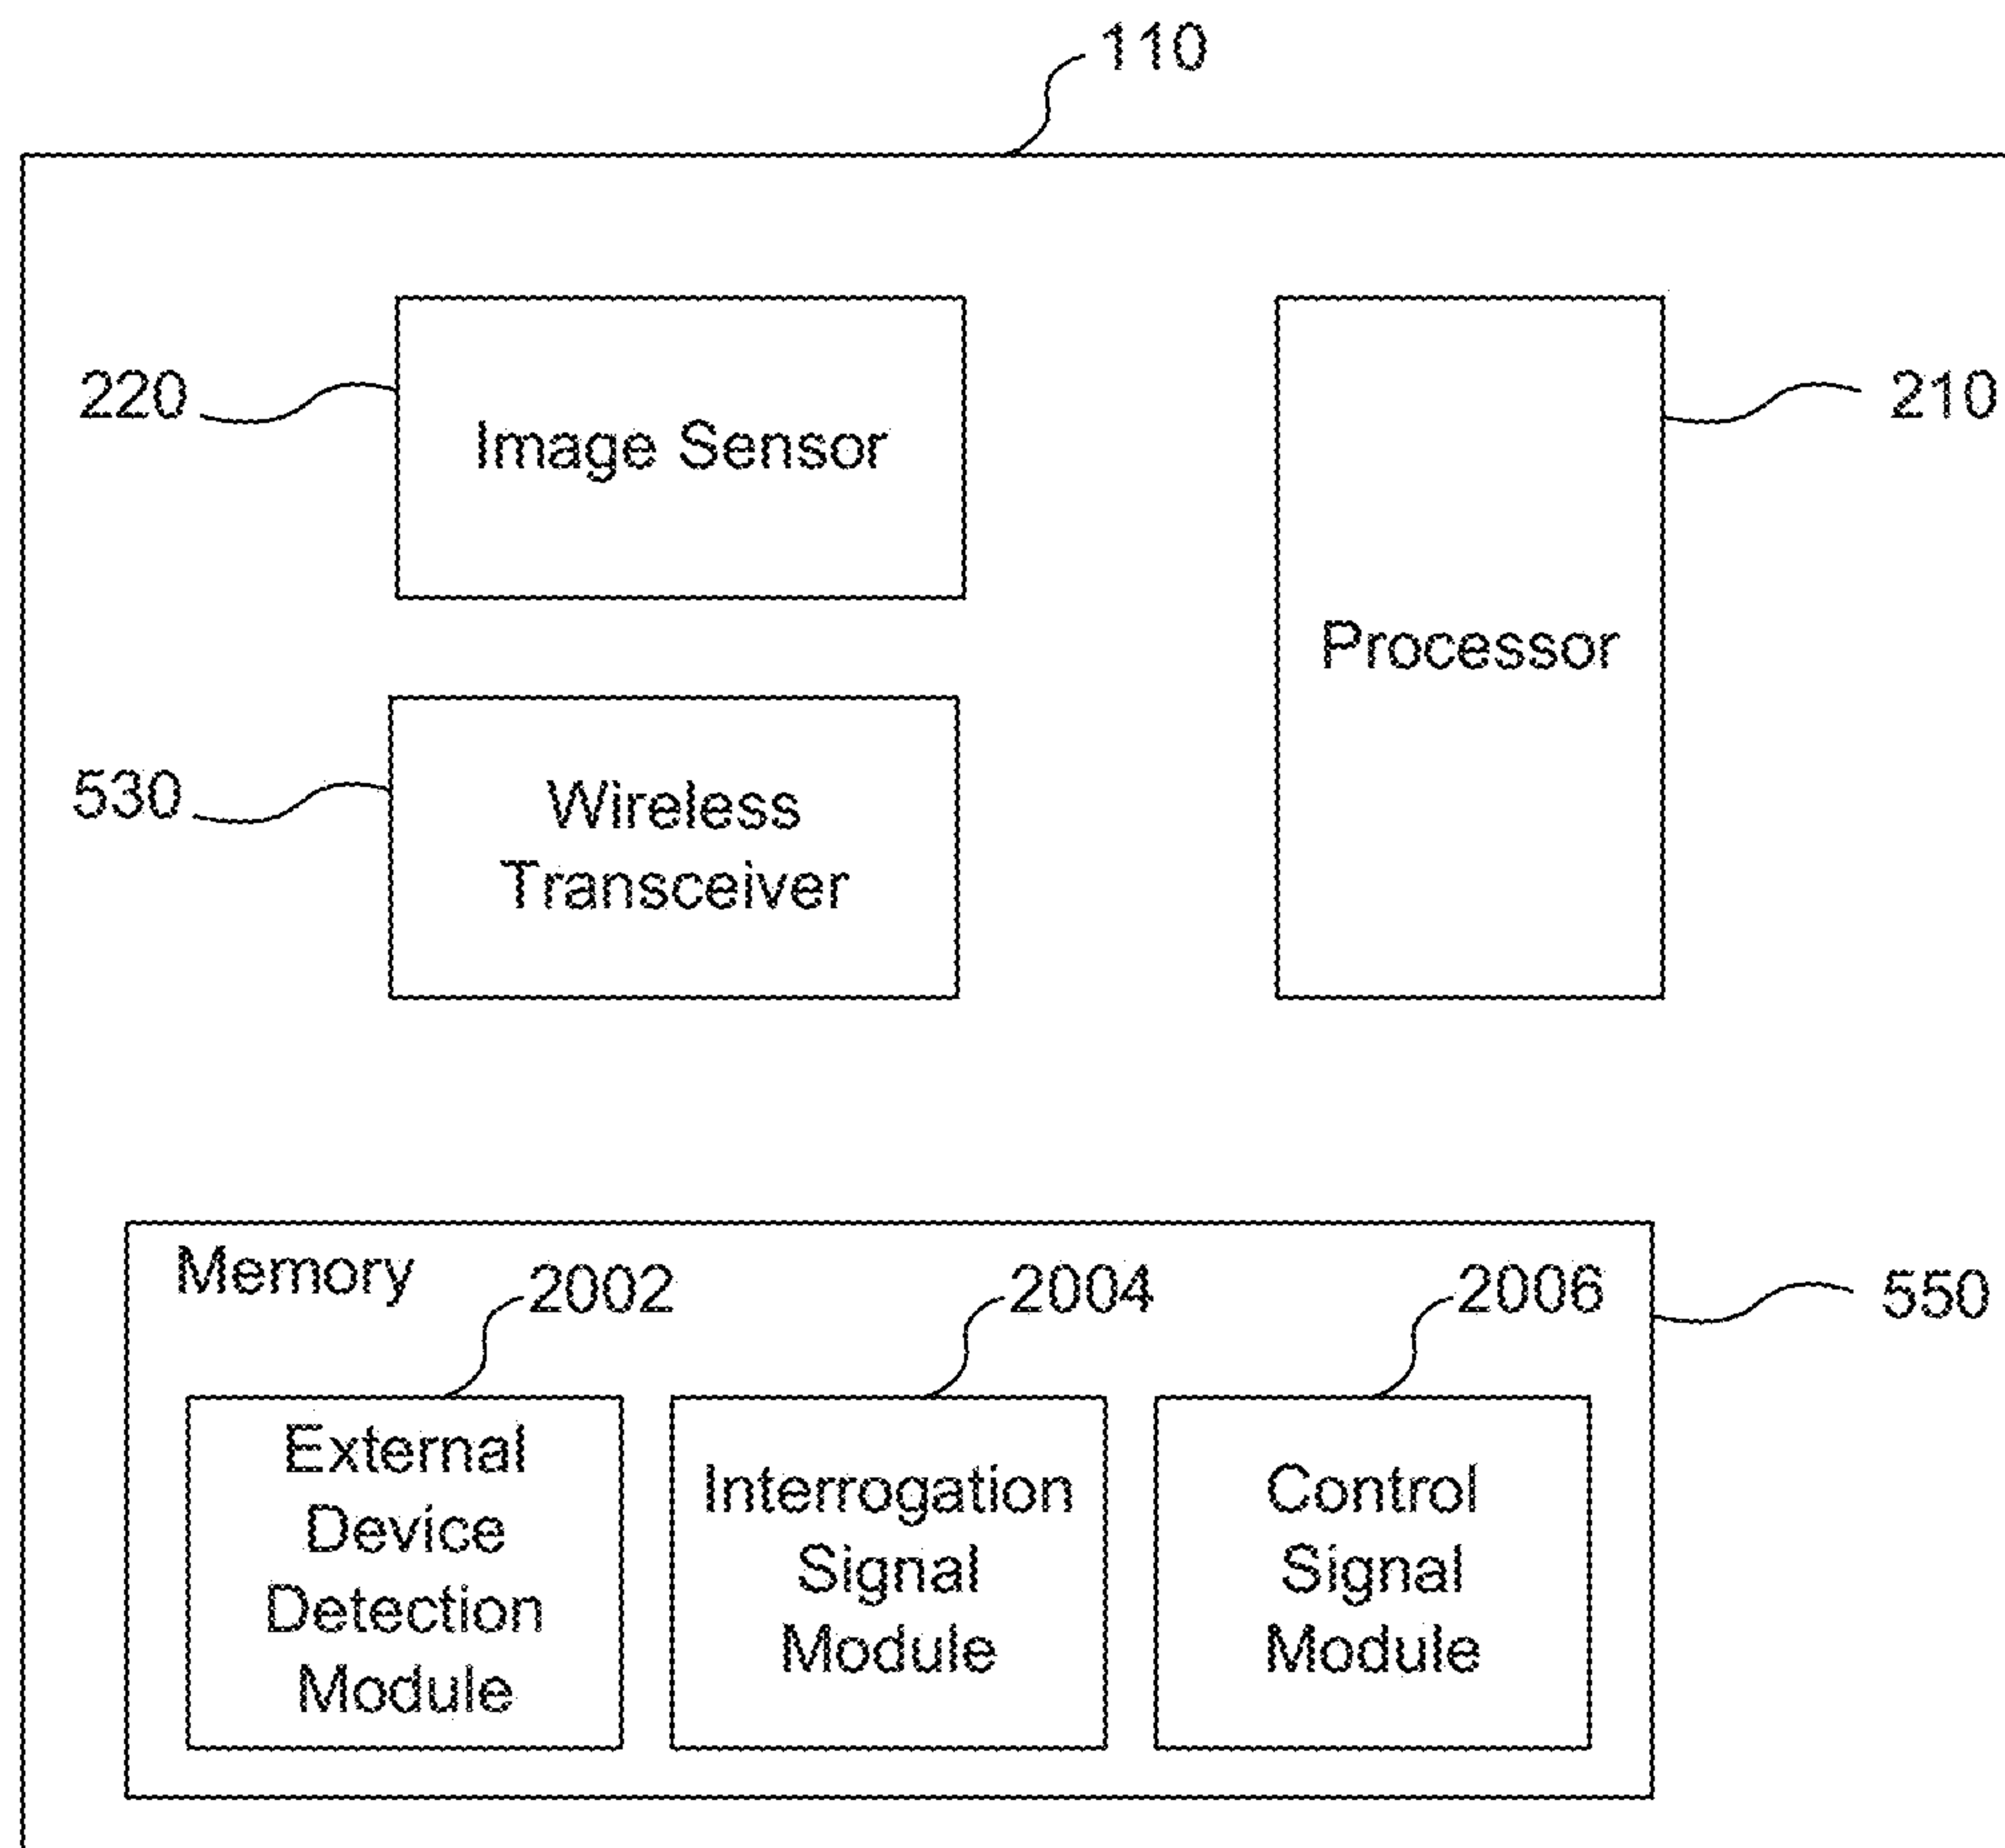 110
220
Image Sensor
210
Processor
530
Wireless
Transceiver
Memory
2002
2004
2006
550
External
Device
Detection
Module
Interrogation
Signal
Module
Control
Signal
Module